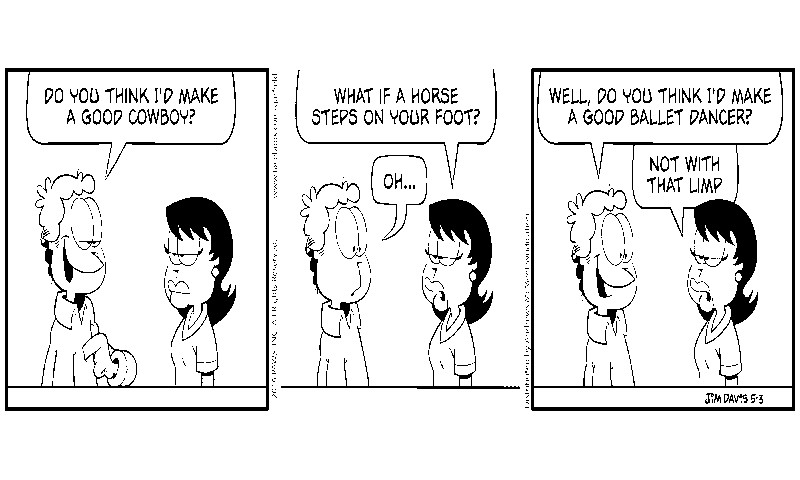 DO YOU THINK I'D MAKE
A GOOD COWBOY?
WHAT IF A HORSE
STEPS ON YOUR FOOT?
OH...
WELL, DO YOU THINK I'D MAKE
A GOOD BALLET DANCER?
NOT WITH
THAT LIMP
JIM DAVIS 5-3